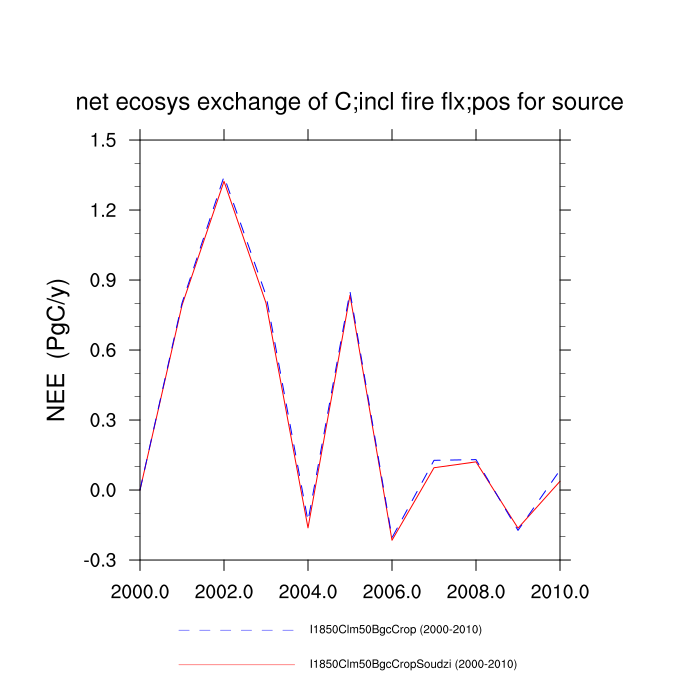 net ecosys exchange of C;incl fire flx;pos for source
1.5
1.2
0.9
0.6
0.3
0.0
-0.3
NEE (PgC/y)
2000.0 2002.0 2004.0 2006.0 2008.0 2010.0
I1850Clm50BgcCrop (2000-2010)
I1850Clm50BgcCropSoudzi (2000-2010)